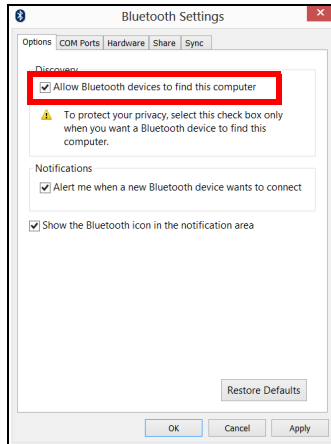 Bluetooth Settings
Options COM Ports Hardware Share Sync
Discovery
Allow Bluetooth devices to find this computer
To protect your privacy, select this check box only
when you want a Bluetooth device to find this
computer.
Notifications
Alert me when a new Bluetooth device wants to connect
Show the Bluetooth icon in the notification area
Restore Defaults
OK Cancel Apply